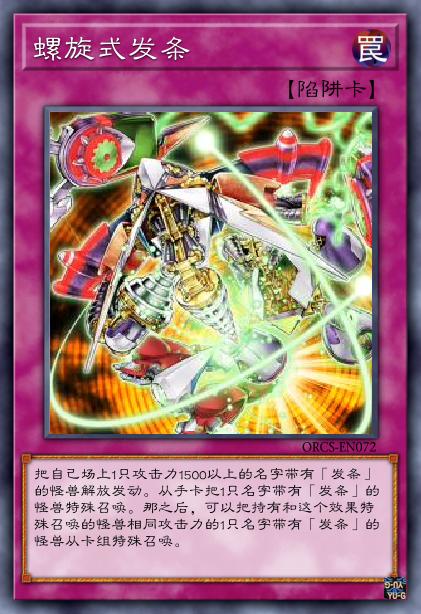 螺旋式发条
罠
【陷阱卡】
ORCS-EN072
把自己场上1只攻击力1500以上的名字带有「发条」
的怪兽解放发动。从手卡把1只名字带有「发条」的
怪兽特殊召唤。那之后，可以把持有和这个效果特
殊召唤的怪兽相同攻击力的1只名字带有「发条」的
怪兽从卡组特殊召唤。
YU-G